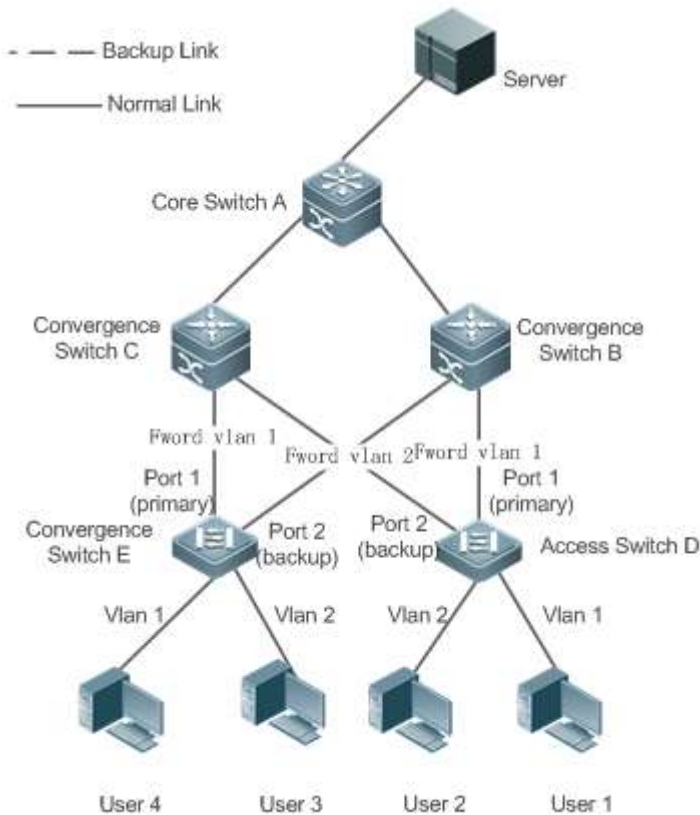 Backup Link
Server
Normal Link
Core Switch A
Convergence
Switch C
Convergence
Switch B
Fword vlan 1
Fword vlan 2
Fword vlan 1
Port 1
(primary)
Port 1
(primary)
Convergence
Switch E
Port 2
(backup)
Port 2
(backup)
Access Switch D
Vlan 1
Vlan 2
Vlan 2
Vlan 1
User 4
User 3
User 2
User 1